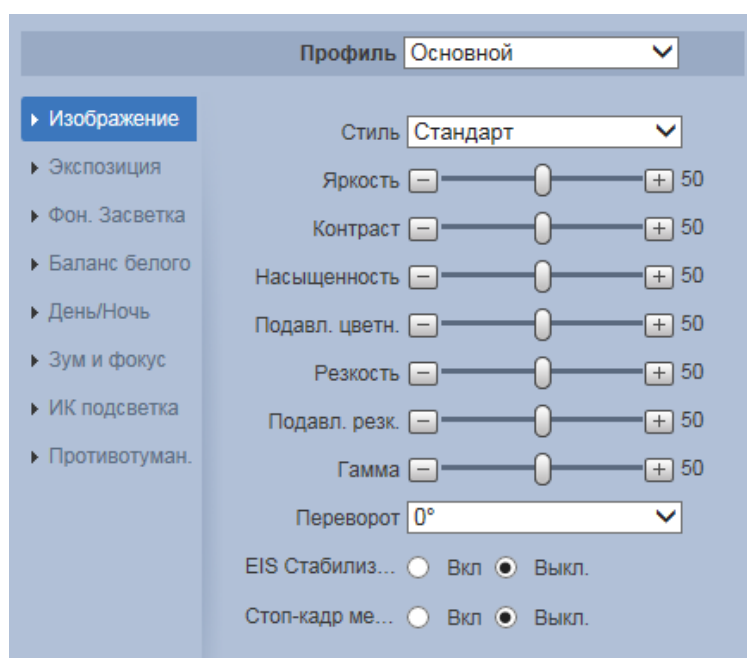 Профиль Основной
Изображение
Экспозиция
Фон. Засветка
Баланс белого
День/Ночь
Зум и фокус
ИК подсветка
Противотуман.
Стиль Стандарт
Яркость 50
Контраст 50
Насыщенность 50
Подавл. цветн. 50
Резкость 50
Подавл. резк. 50
Гамма 50
Переворот 0°
EIS Стабилиз... Вкл Выкл.
Стоп-кадр ме... Вкл Выкл.